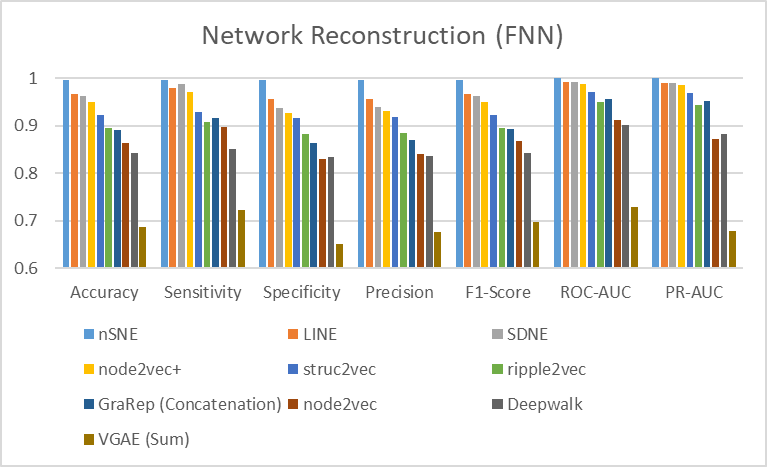 Network Reconstruction (FNN)
1
0.9
0.8
0.7
0.6
Accuracy Sensitivity Specificity Precision F1-Score ROC-AUC PR-AUC
nSNE LINE SDNE
node2vec+ struc2vec ripple2vec
GraRep (Concatenation) node2vec Deepwalk
VGAE (Sum)